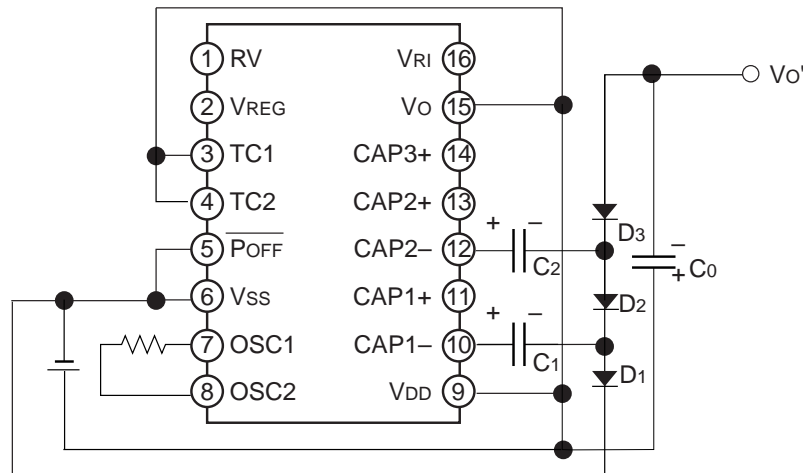 1 RV
2 VREG
3 TC1
4 TC2
5 POFF
6 VSS
7 OSC1
8 OSC2
VRI 16
VO 15
CAP3+ 14
CAP2+ 13
CAP2– 12
CAP1+ 11
CAP1– 10
VDD 9
+ –
C2
+ –
C1
D3
D2
D1
–
+ C0
VO'